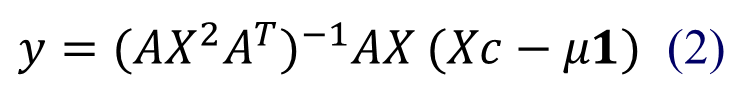 y = (AX²Aᵀ)⁻¹AX (Xc − μ𝟏) (2)